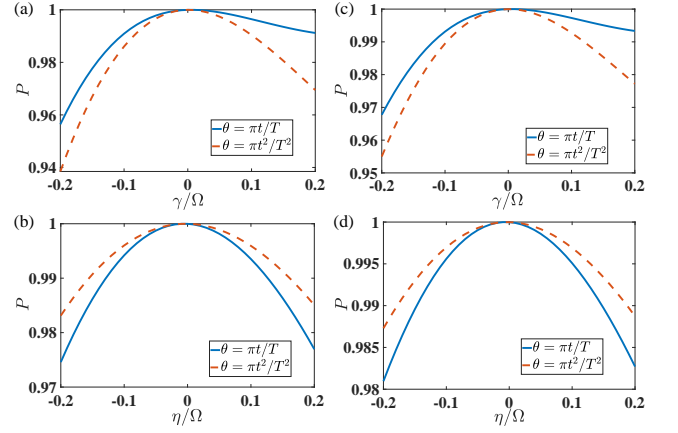 (a)
1
0.98
0.96
0.94
P
θ = πt/T
θ = πt²/T²
-0.2 -0.1 0 0.1 0.2
γ/Ω
(c)
1
0.99
0.98
0.97
0.96
0.95
P
θ = πt/T
θ = πt²/T²
-0.2 -0.1 0 0.1 0.2
γ/Ω
(b)
1
0.99
0.98
0.97
P
θ = πt/T
θ = πt²/T²
-0.2 -0.1 0 0.1 0.2
η/Ω
(d)
1
0.995
0.99
0.985
0.98
P
θ = πt/T
θ = πt²/T²
-0.2 -0.1 0 0.1 0.2
η/Ω